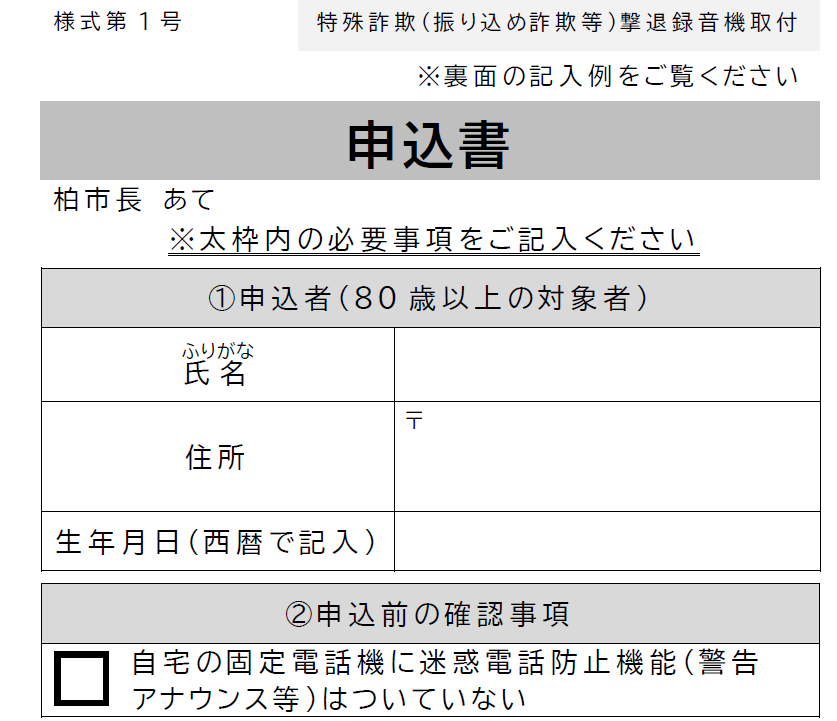 様式第1号
特殊詐欺(振り込め詐欺等)撃退録音機取付
※裏面の記入例をご覧ください
申込書
柏市長 あて
※太枠内の必要事項をご記入ください
①申込者(80歳以上の対象者)
ふりがな
氏名
住所
〒
生年月日(西暦で記入)
②申込前の確認事項
自宅の固定電話機に迷惑電話防止機能(警告
アナウンス等)はついていない